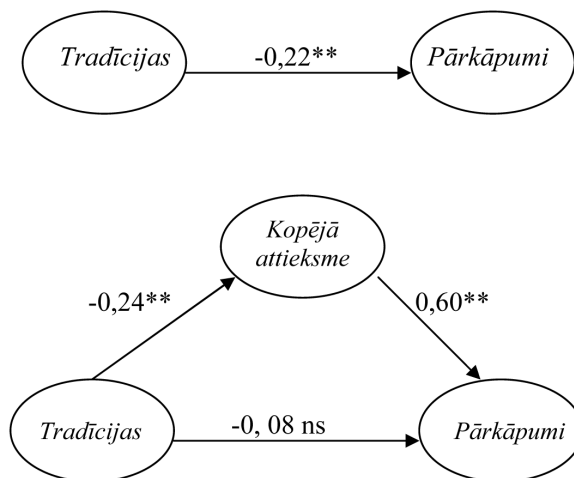 Tradīcijas
-0,22**
Pārkāpumi
Kopējā
attieksme
-0,24**
0,60**
Tradīcijas
-0, 08 ns
Pārkāpumi